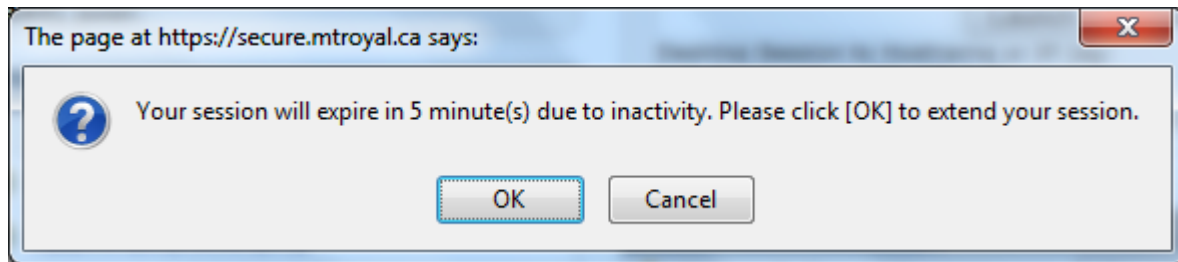 The page at https://secure.mtroyal.ca says:
Your session will expire in 5 minute(s) due to inactivity. Please click [OK] to extend your session.
OK Cancel